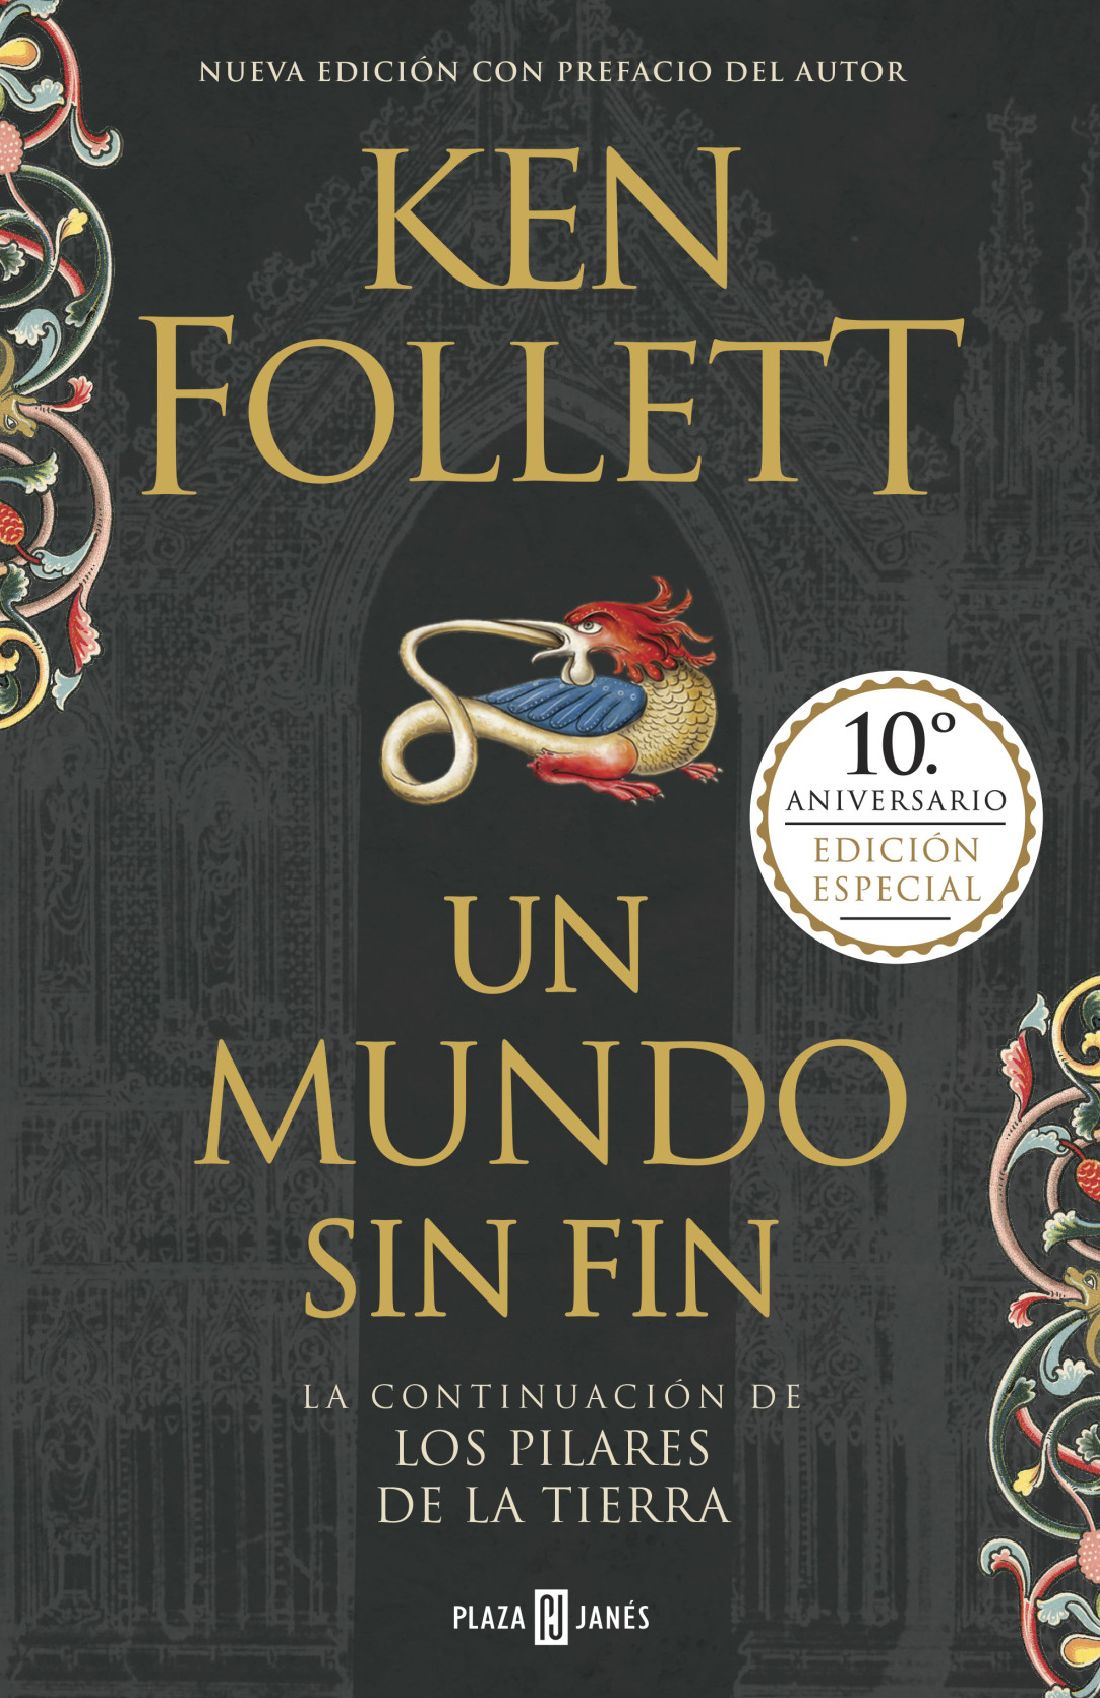 NUEVA EDICIÓN CON PREFACIO DEL AUTOR
KEN
FOLLETT
10.º
ANIVERSARIO
EDICIÓN
ESPECIAL
UN
MUNDO
SIN FIN
LA CONTINUACIÓN DE
LOS PILARES
DE LA TIERRA
PLAZA PJ JANÉS